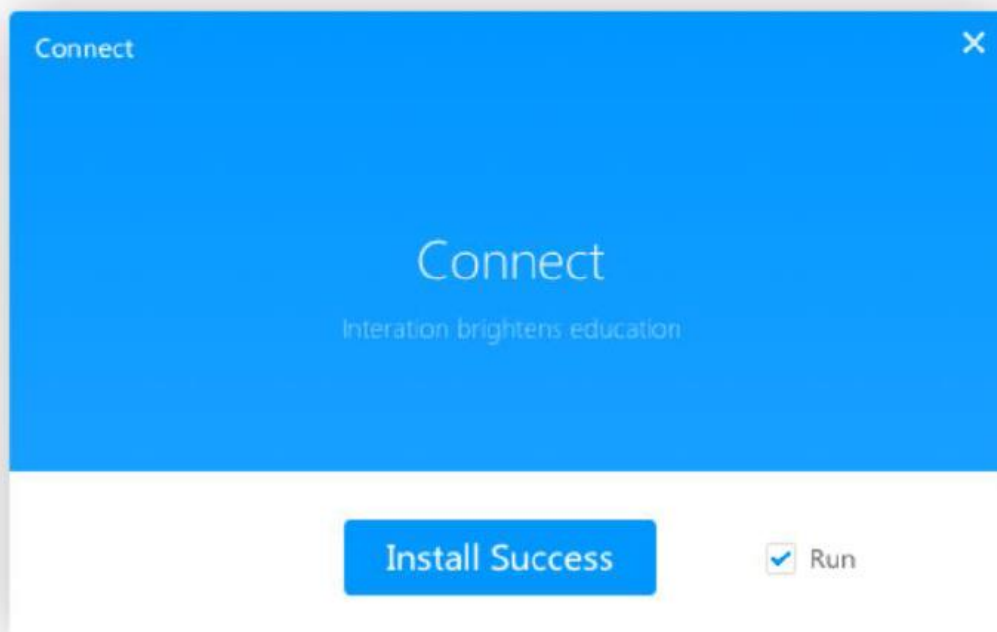 Connect
Connect
Interation brightens education
Install Success
Run